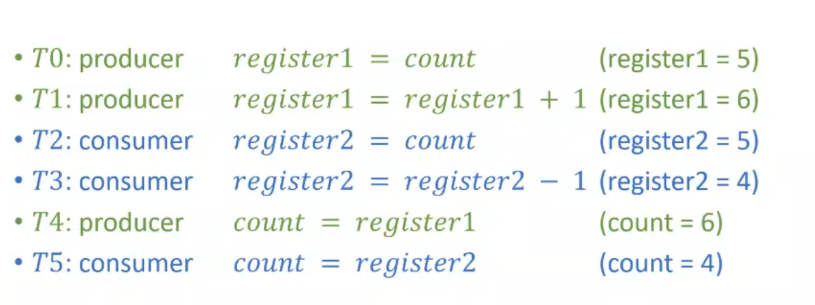 • T0: producer register1 = count (register1 = 5)
• T1: producer register1 = register1 + 1 (register1 = 6)
• T2: consumer register2 = count (register2 = 5)
• T3: consumer register2 = register2 − 1 (register2 = 4)
• T4: producer count = register1 (count = 6)
• T5: consumer count = register2 (count = 4)